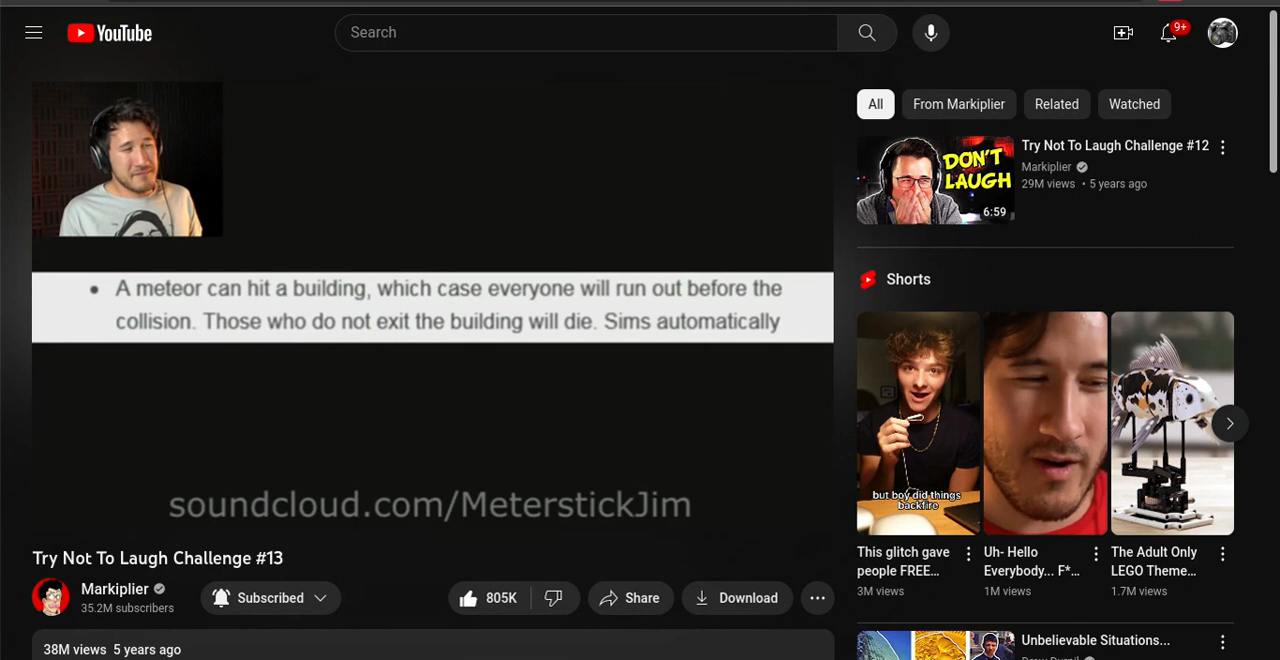 YouTube
Search
9+
A meteor can hit a building, which case everyone will run out before the
collision. Those who do not exit the building will die. Sims automatically
soundcloud.com/MeterstickJim
Try Not To Laugh Challenge #13
Markiplier
35.2M subscribers
Subscribed
805K
Share
Download
38M views 5 years ago
All
From Markiplier
Related
Watched
DON'T
LAUGH
6:59
Try Not To Laugh Challenge #12
Markiplier
29M views • 5 years ago
Shorts
but boy did things
backfire
This glitch gave
people FREE...
3M views
Uh- Hello
Everybody... F*...
1M views
The Adult Only
LEGO Theme...
1.7M views
Unbelievable Situations...